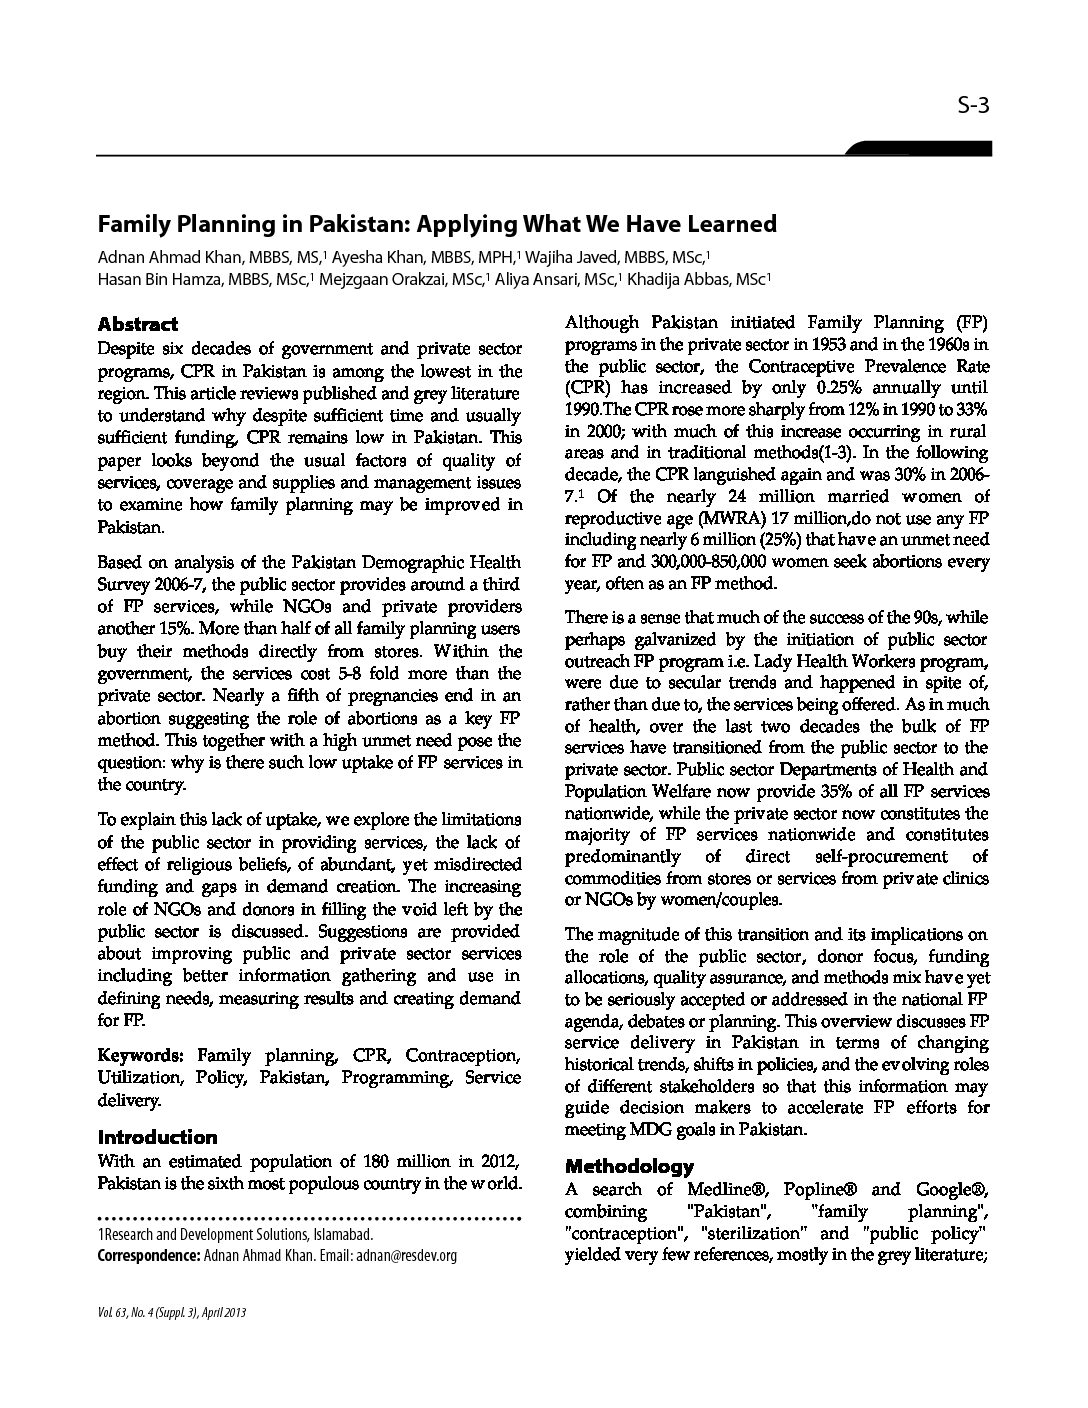 S-3
Family Planning in Pakistan: Applying What We Have Learned
Adnan Ahmad Khan, MBBS, MS,¹ Ayesha Khan, MBBS, MPH,¹ Wajiha Javed, MBBS, MSc,¹
Hasan Bin Hamza, MBBS, MSc,¹ Mejzgaan Orakzai, MSc,¹ Aliya Ansari, MSc,¹ Khadija Abbas, MSc¹
Abstract
Despite six decades of government and private sector
programs, CPR in Pakistan is among the lowest in the
region. This article reviews published and grey literature
to understand why despite sufficient time and usually
sufficient funding, CPR remains low in Pakistan. This
paper looks beyond the usual factors of quality of
services, coverage and supplies and management issues
to examine how family planning may be improved in
Pakistan.
Based on analysis of the Pakistan Demographic Health
Survey 2006-7, the public sector provides around a third
of FP services, while NGOs and private providers
another 15%. More than half of all family planning users
buy their methods directly from stores. Within the
government, the services cost 5-8 fold more than the
private sector. Nearly a fifth of pregnancies end in an
abortion suggesting the role of abortions as a key FP
method. This together with a high unmet need pose the
question: why is there such low uptake of FP services in
the country.
To explain this lack of uptake, we explore the limitations
of the public sector in providing services, the lack of
effect of religious beliefs, of abundant, yet misdirected
funding and gaps in demand creation. The increasing
role of NGOs and donors in filling the void left by the
public sector is discussed. Suggestions are provided
about improving public and private sector services
including better information gathering and use in
defining needs, measuring results and creating demand
for FP.
Keywords: Family planning, CPR, Contraception,
Utilization, Policy, Pakistan, Programming, Service
delivery.
Introduction
With an estimated population of 180 million in 2012,
Pakistan is the sixth most populous country in the world.
1Research and Development Solutions, Islamabad.
Correspondence: Adnan Ahmad Khan. Email: adnan@resdev.org
Although Pakistan initiated Family Planning (FP)
programs in the private sector in 1953 and in the 1960s in
the public sector, the Contraceptive Prevalence Rate
(CPR) has increased by only 0.25% annually until
1990.The CPR rose more sharply from 12% in 1990 to 33%
in 2000; with much of this increase occurring in rural
areas and in traditional methods(1-3). In the following
decade, the CPR languished again and was 30% in 2006-
7.¹ Of the nearly 24 million married women of
reproductive age (MWRA) 17 million,do not use any FP
including nearly 6 million (25%) that have an unmet need
for FP and 300,000-850,000 women seek abortions every
year, often as an FP method.
There is a sense that much of the success of the 90s, while
perhaps galvanized by the initiation of public sector
outreach FP program i.e. Lady Health Workers program,
were due to secular trends and happened in spite of,
rather than due to, the services being offered. As in much
of health, over the last two decades the bulk of FP
services have transitioned from the public sector to the
private sector. Public sector Departments of Health and
Population Welfare now provide 35% of all FP services
nationwide, while the private sector now constitutes the
majority of FP services nationwide and constitutes
predominantly of direct self-procurement of
commodities from stores or services from private clinics
or NGOs by women/couples.
The magnitude of this transition and its implications on
the role of the public sector, donor focus, funding
allocations, quality assurance, and methods mix have yet
to be seriously accepted or addressed in the national FP
agenda, debates or planning. This overview discusses FP
service delivery in Pakistan in terms of changing
historical trends, shifts in policies, and the evolving roles
of different stakeholders so that this information may
guide decision makers to accelerate FP efforts for
meeting MDG goals in Pakistan.
Methodology
A search of Medline®, Popline® and Google®,
combining "Pakistan", "family planning",
"contraception", "sterilization" and "public policy"
yielded very few references, mostly in the grey literature;
Vol. 63, No. 4 (Suppl. 3), April 2013